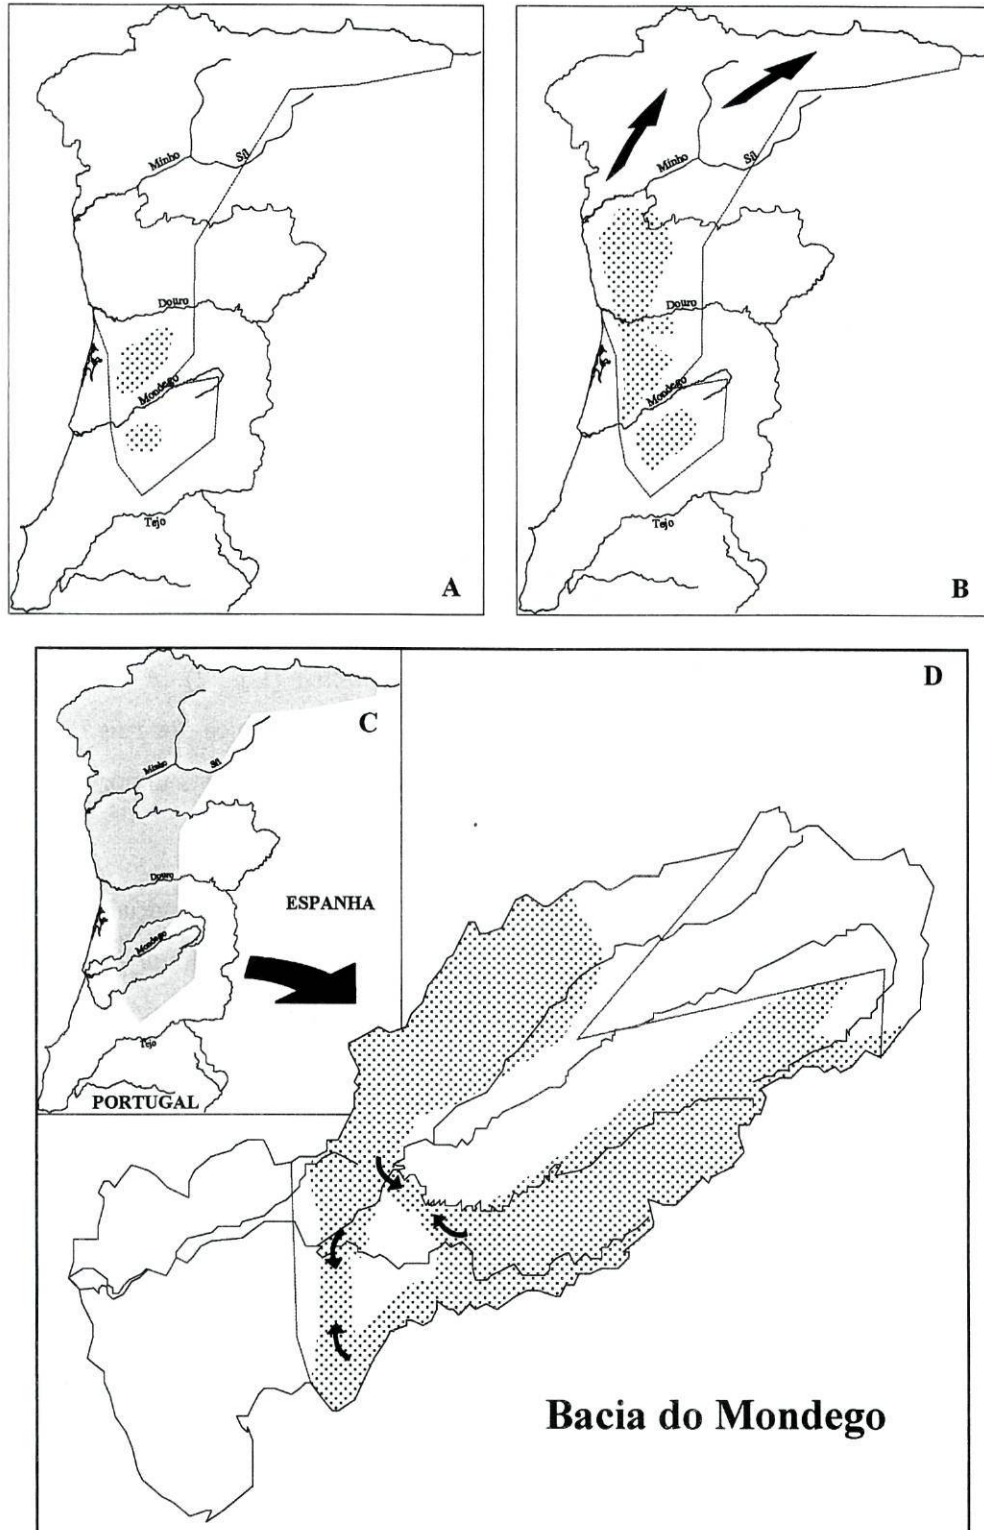 Minho
Sil
Douro
Mondego
Tejo
A
Minho
Sil
Douro
Mondego
Tejo
B
D
C
Minho
Sil
Douro
ESPANHA
Mondego
Tejo
PORTUGAL
Bacia do Mondego